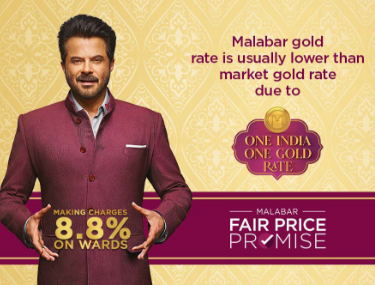 Malabar gold
rate is usually lower than
market gold rate
due to
ONE INDIA
ONE GOLD
RATE
MAKING CHARGES
8.8%
ON WARDS
MALABAR
FAIR PRICE
PROMISE